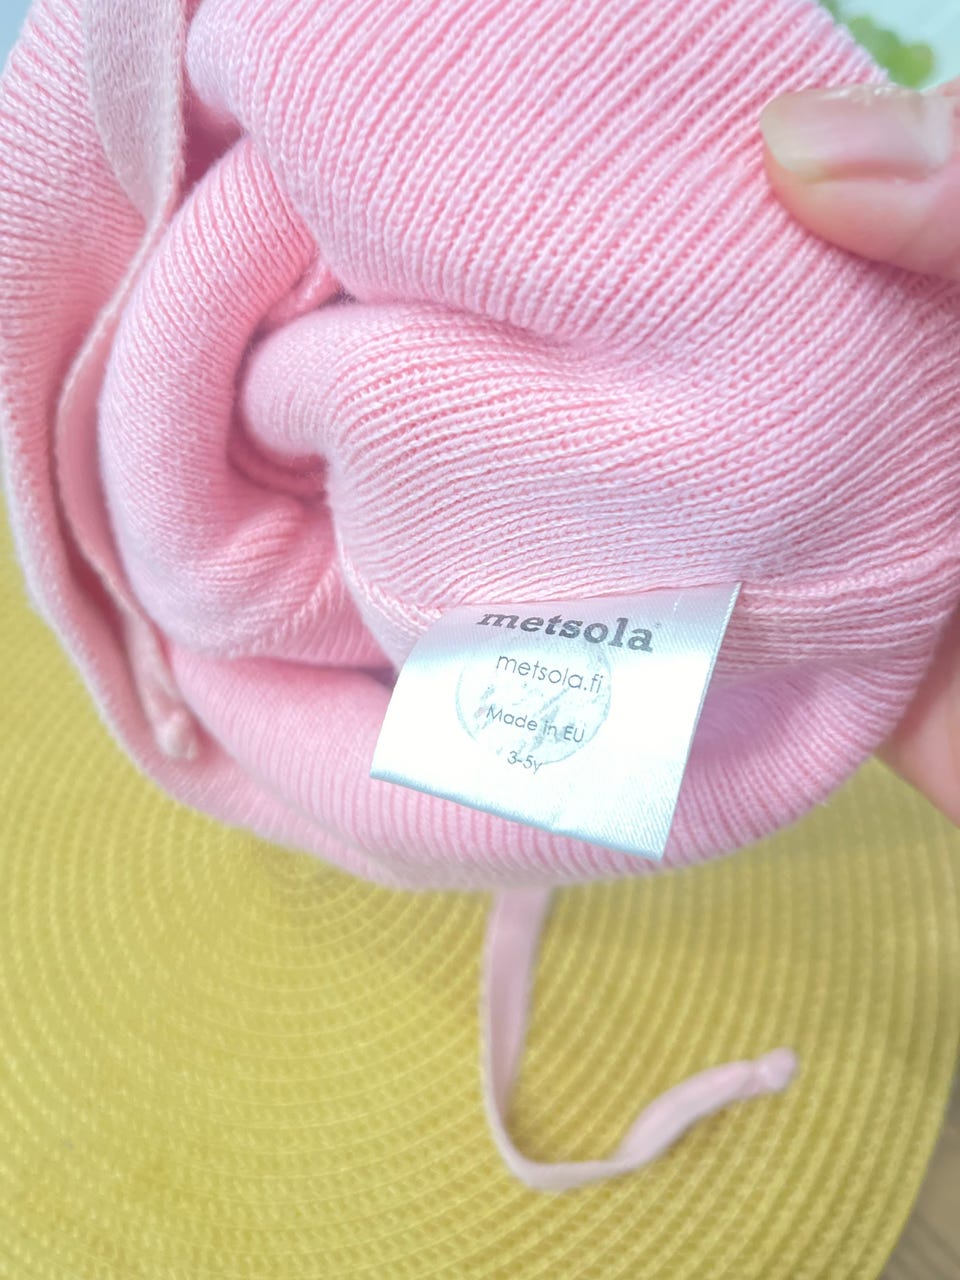 metsola
metsola.fi
Made in EU
3-5y